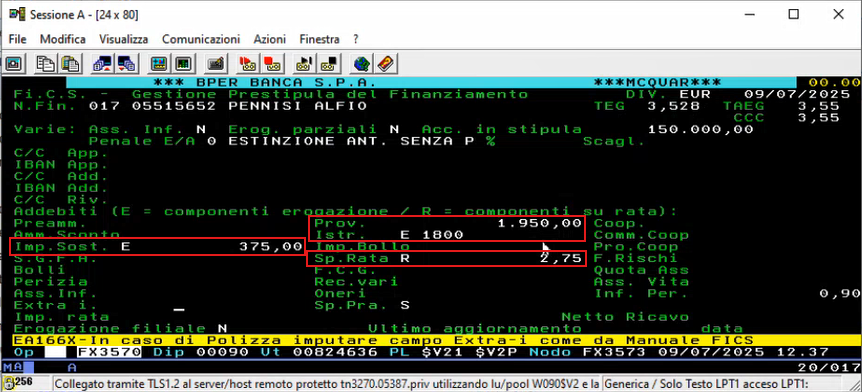 Sessione A - [24 x 80]
File Modifica Visualizza Comunicazioni Azioni Finestra ?
*** BPER BANCA S.P.A. ***MCQUAR*** 00.00
Fi.C.S. - Gestione Prestipula del Finanziamento DIV. EUR 09/07/2025
N.Fin. 017 05515652 PENNISI ALFIO TEG 3,528 TAEG 3,55
CCC 3,55
Varie: Ass. Inf. N Erog. parziali N Acc. in stipula 150.000,00
Penale E/A 0 ESTINZIONE ANT. SENZA P % Scagl.
C/C App.
IBAN App.
C/C Add.
IBAN Add.
C/C Riv.
Addebiti (E = componenti erogazione / R = componenti su rata):
Preamm. Prov. 1.950,00 Coop.
Amm.Sconto Istr. E 1800 Comm.Coop
Imp.Sost. E 375,00 Imp.Bollo Pro.Coop
S.G.F.A. Sp.Rata R 2,75 F.Rischi
Bolli F.C.G. Quota Ass
Perizia Rec.vari Ass. Vita
Ass.Inf. Oneri Inf. Per. 0,90
Extra i. Sp.Pra. S
Imp. rata Netto Ricavo
Erogazione filiale N Ultimo aggiornamento data
EA166X-In caso di Polizza imputare campo Extra-i come da Manuale FICS
Op FX3570 Dip 00090 Ut 00824636 PL $V21 $V2P Nodo FX3573 09/07/2025 12.37
MA A 20/017
256 Collegato tramite TLS1.2 al server/host remoto protetto tn3270.05387.priv utilizando lu/pool W090$V2 e la Generica / Solo Testo LPT1 acceso LPT1: